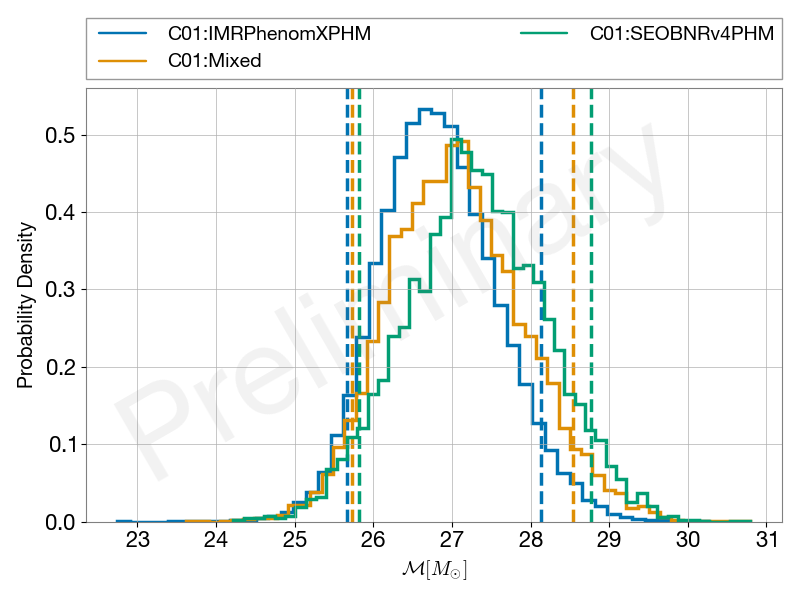 C01:IMRPhenomXPHM
C01:Mixed
C01:SEOBNRv4PHM
Preliminary
Probability Density
0.5
0.4
0.3
0.2
0.1
0.0
23 24 25 26 27 28 29 30 31
ℳ[M⊙]